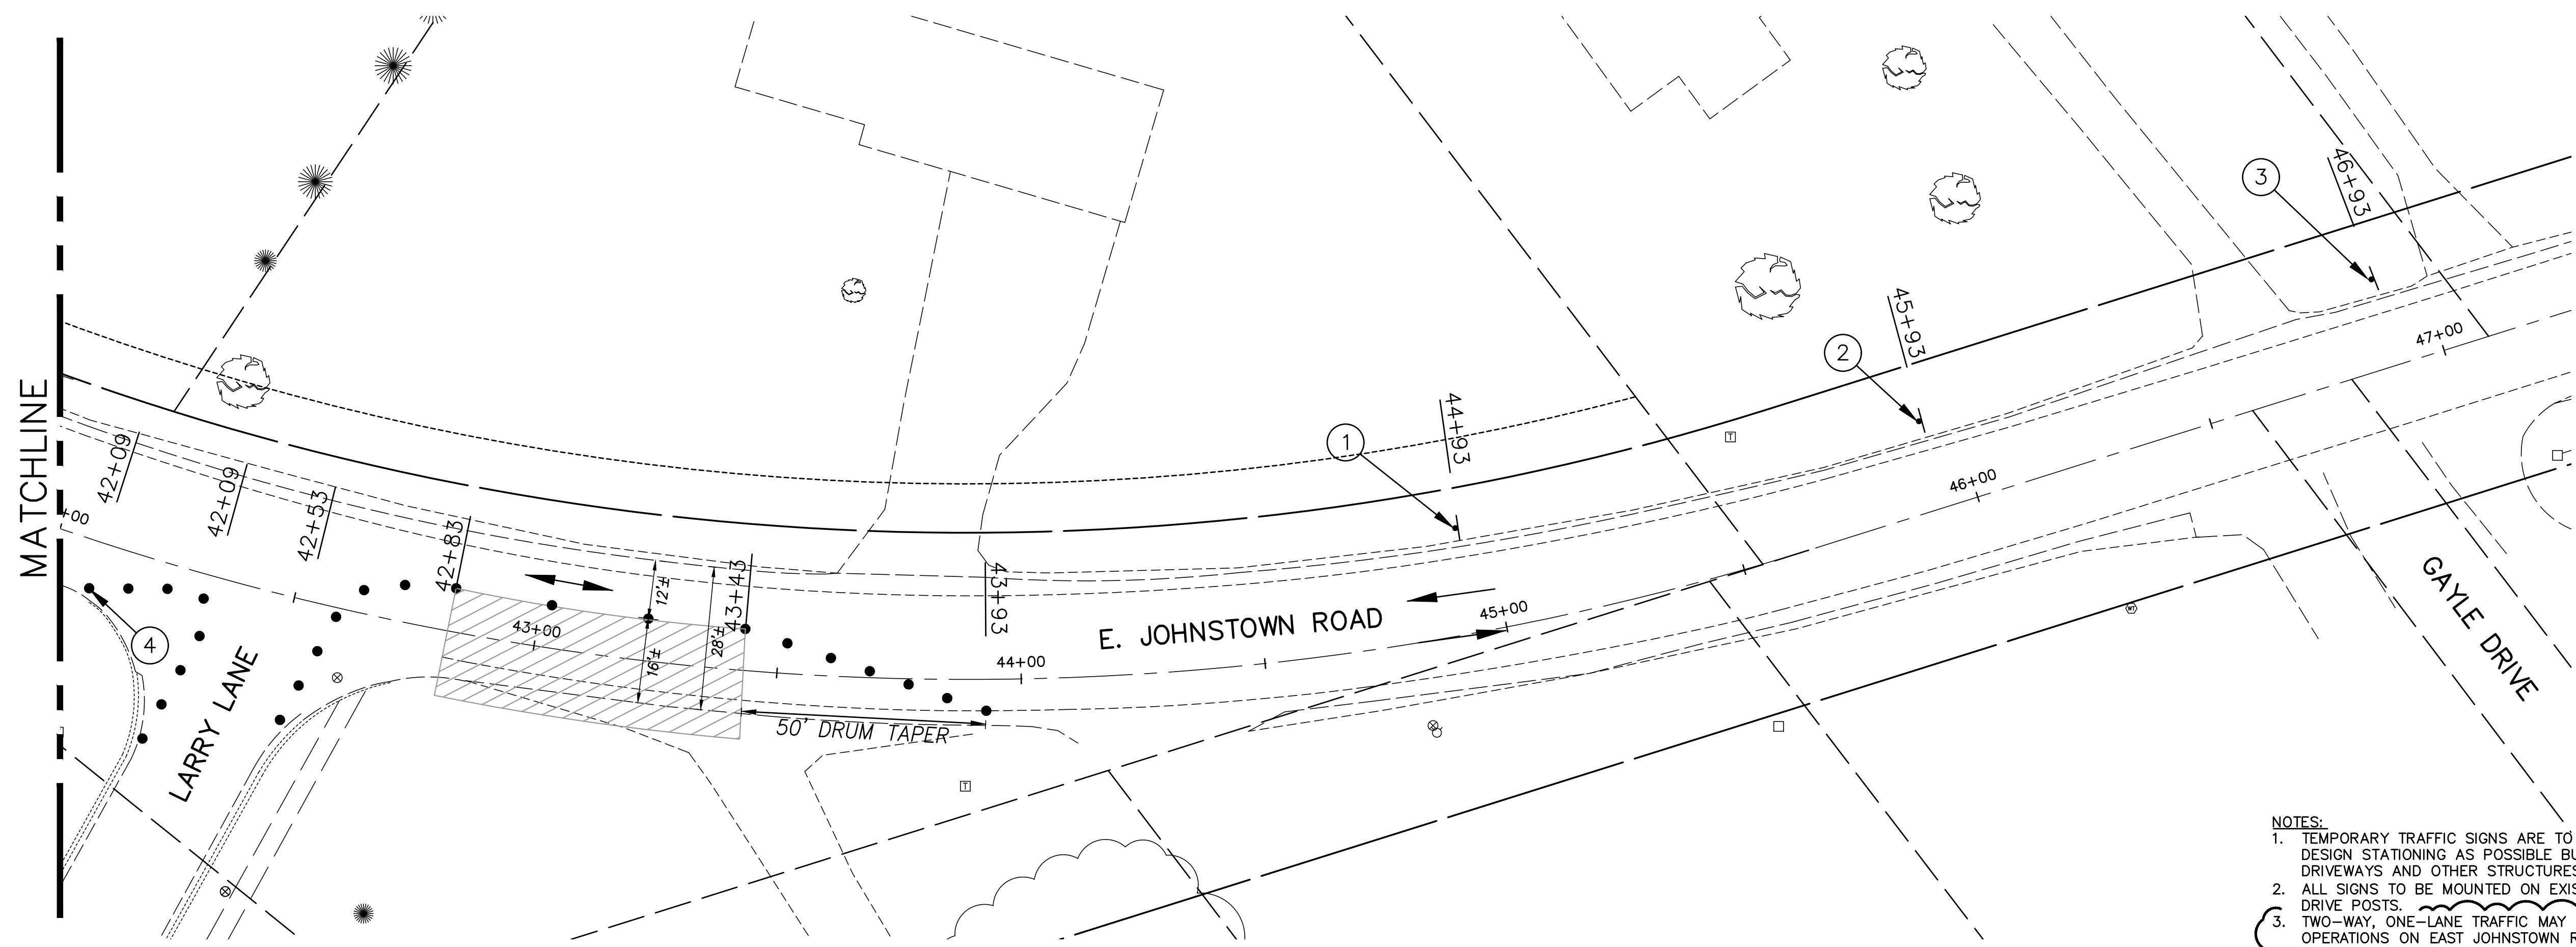 MATCHLINE
42+09
42+09
42+53
42+83
43+43
43+93
44+93
45+93
46+93
1
2
3
4
+00
43+00
44+00
45+00
46+00
47+00
12'±
16'±
28'±
50' DRUM TAPER
E. JOHNSTOWN ROAD
LARRY LANE
GAYLE DRIVE
T
T
WT
NOTES:
1. TEMPORARY TRAFFIC SIGNS ARE TO
DESIGN STATIONING AS POSSIBLE BU
DRIVEWAYS AND OTHER STRUCTURES
2. ALL SIGNS TO BE MOUNTED ON EXIS
DRIVE POSTS.
3. TWO-WAY, ONE-LANE TRAFFIC MAY
OPERATIONS ON EAST JOHNSTOWN R